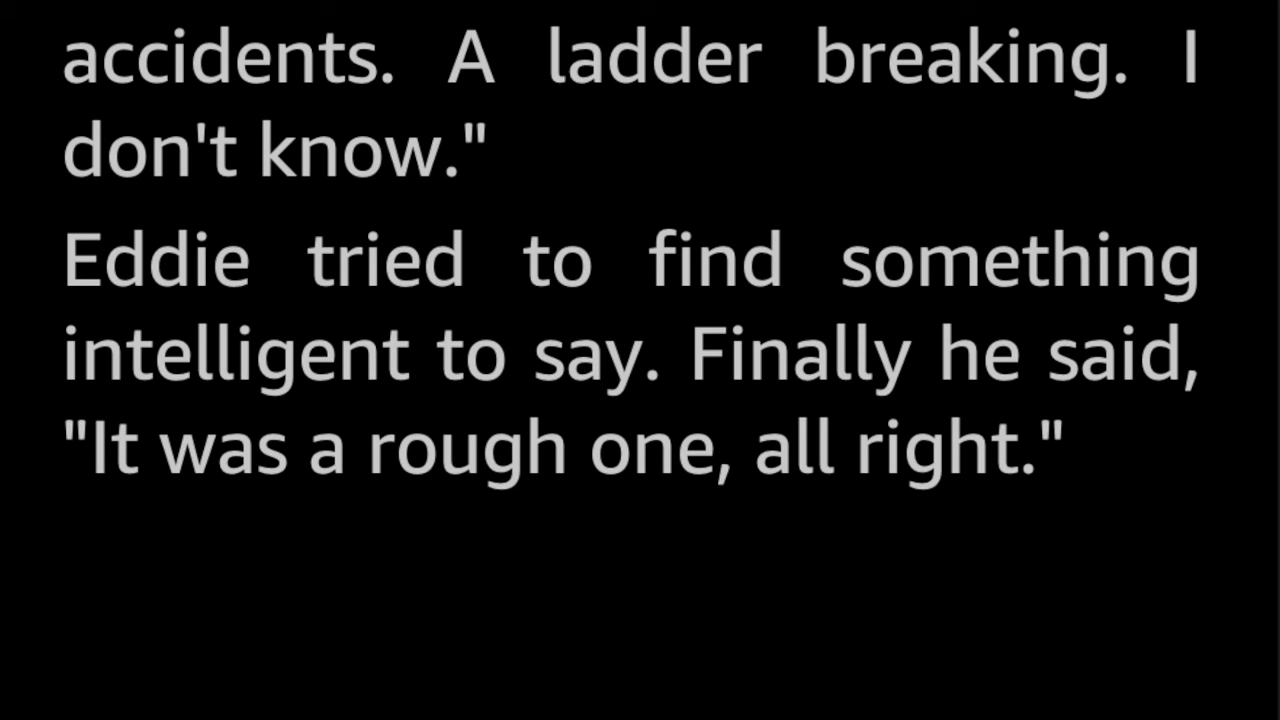 accidents. A ladder breaking. I
don't know."
Eddie tried to find something
intelligent to say. Finally he said,
"It was a rough one, all right."